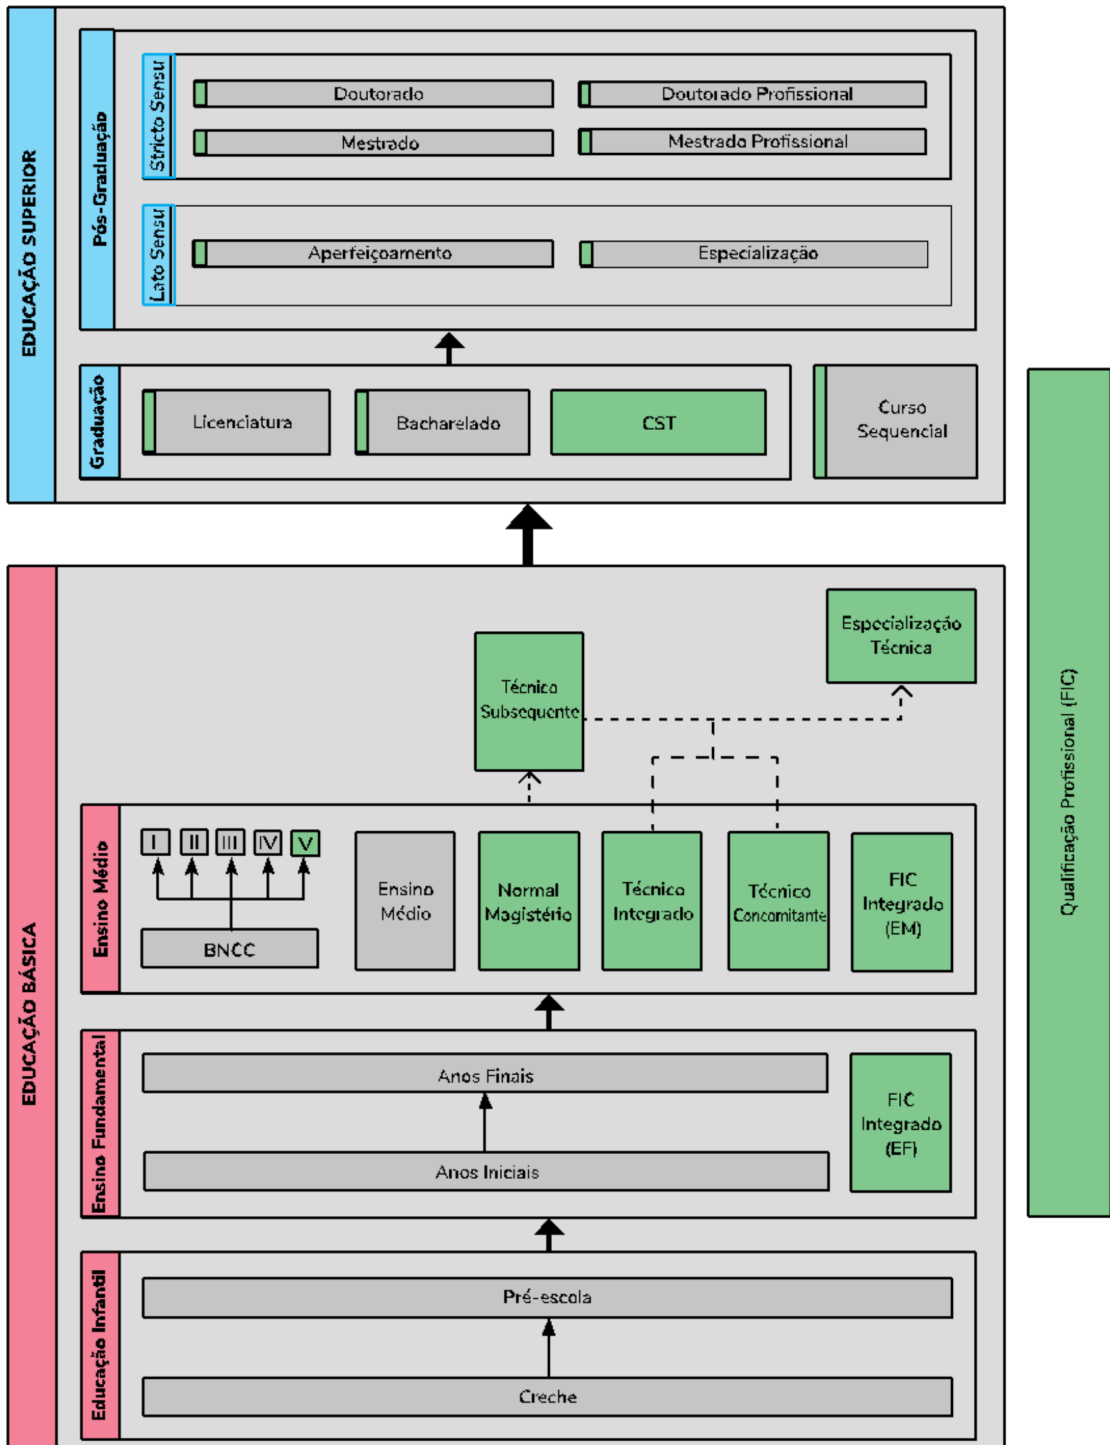 EDUCAÇÃO SUPERIOR
Pós-Graduação
Stricto Sensu
Doutorado
Doutorado Profissional
Mestrado
Mestrado Profissional
Lato Sensu
Aperfeiçoamento
Especialização
Graduação
Licenciatura
Bacharelado
CST
Curso
Sequencial
Qualificação Profissional (FIC)
EDUCAÇÃO BÁSICA
Especialização
Técnica
Técnico
Subsequente
Ensino Médio
I
II
III
IV
V
BNCC
Ensino
Médio
Normal
Magistério
Técnico
Integrado
Técnico
Concomitante
FIC
Integrado
(EM)
Ensino Fundamental
Anos Finais
Anos Iniciais
FIC
Integrado
(EF)
Educação Infantil
Pré-escola
Creche